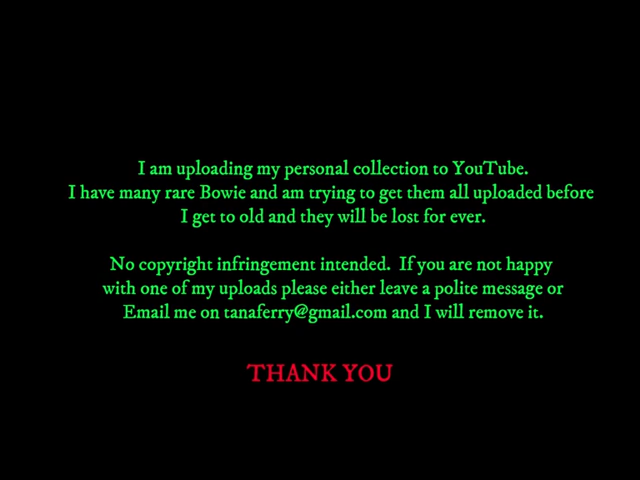 I am uploading my personal collection to YouTube.
I have many rare Bowie and am trying to get them all uploaded before
I get to old and they will be lost for ever.
No copyright infringement intended.  If you are not happy
with one of my uploads please either leave a polite message or
Email me on tanaferry@gmail.com and I will remove it.
THANK YOU